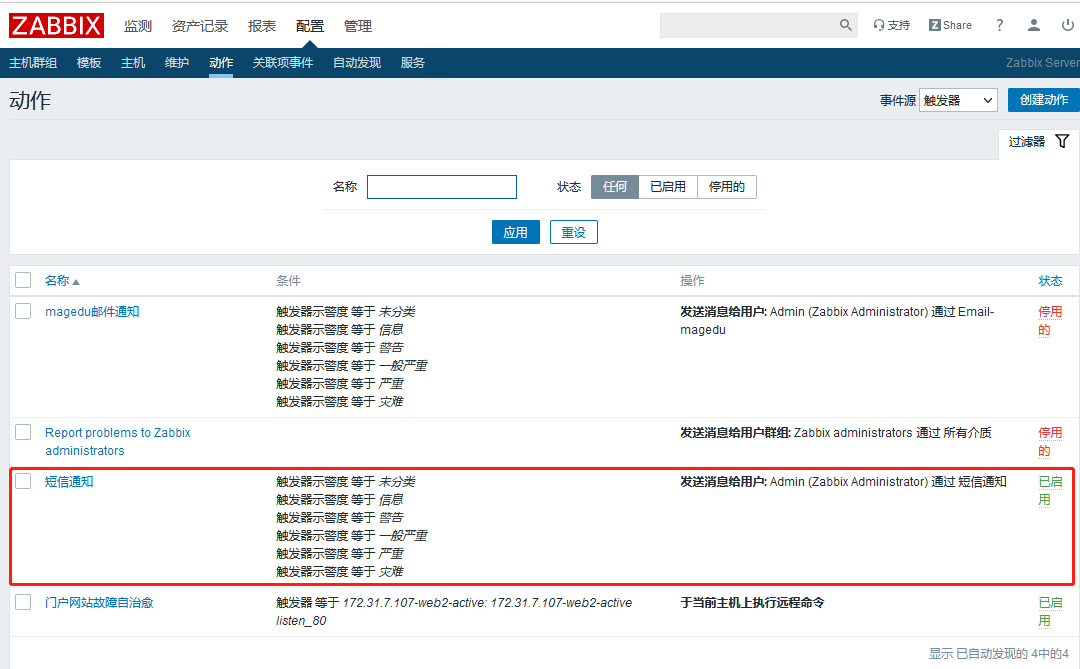 ZABBIX 监测 资产记录 报表 配置 管理 支持 Z Share ?
主机群组 模板 主机 维护 动作 关联项事件 自动发现 服务 Zabbix Server
动作 事件源 触发器 创建动作
过滤器
名称 状态 任何 已启用 停用的
应用 重设
名称 条件 操作 状态
magedu邮件通知 触发器示警度 等于 未分类 发送消息给用户: Admin (Zabbix Administrator) 通过 Email- 停用
触发器示警度 等于 信息 magedu 的
触发器示警度 等于 警告
触发器示警度 等于 一般严重
触发器示警度 等于 严重
触发器示警度 等于 灾难
Report problems to Zabbix 发送消息给用户群组: Zabbix administrators 通过 所有介质 停用
administrators 的
短信通知 触发器示警度 等于 未分类 发送消息给用户: Admin (Zabbix Administrator) 通过 短信通知 已启
触发器示警度 等于 信息 用
触发器示警度 等于 警告
触发器示警度 等于 一般严重
触发器示警度 等于 严重
触发器示警度 等于 灾难
门户网站故障自治愈 触发器 等于 172.31.7.107-web2-active: 172.31.7.107-web2-active 于当前主机上执行远程命令 已启
listen_80 用
显示 已自动发现的 4中的4